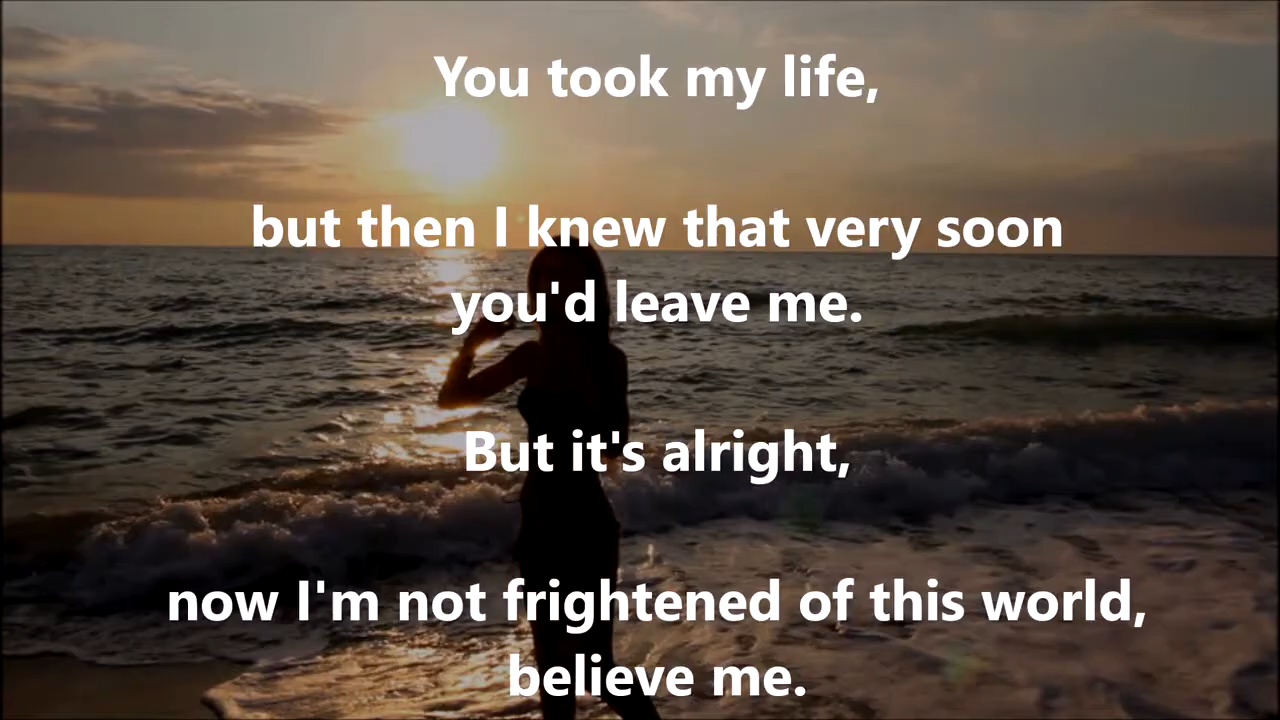 You took my life,
but then I knew that very soon
you'd leave me.
But it's alright,
now I'm not frightened of this world,
believe me.